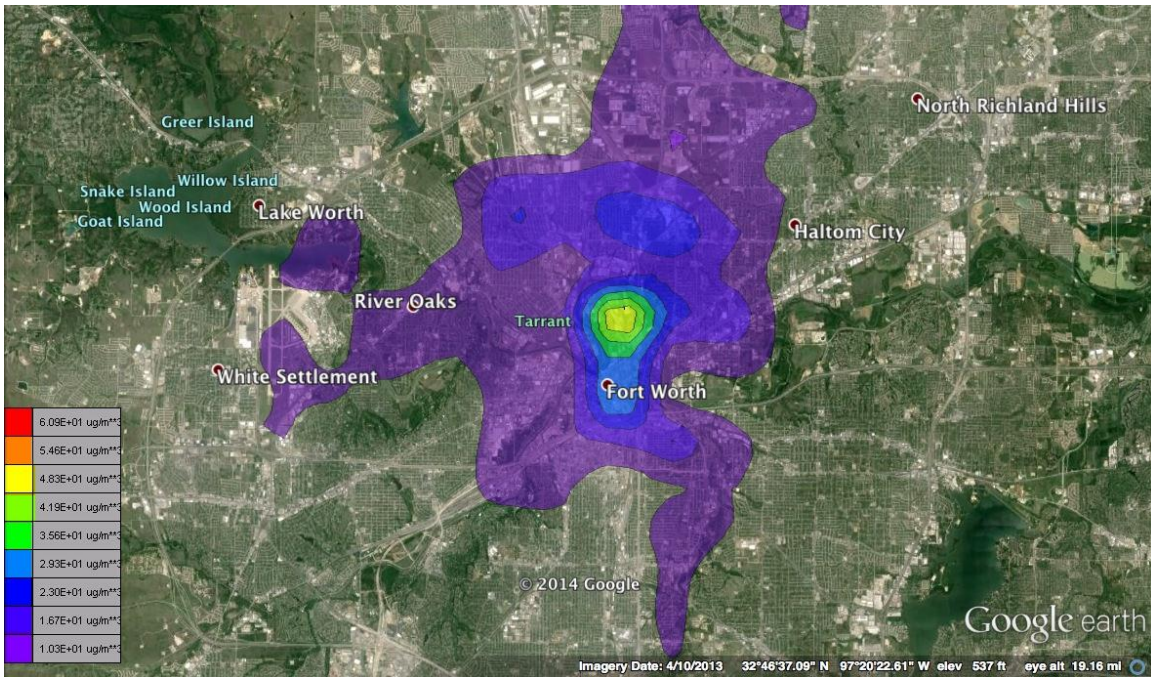 North Richland Hills
Greer Island
Willow Island
Snake Island
Wood Island
Lake Worth
Goat Island
Haltom City
River Oaks
Tarrant
White Settlement
Fort Worth
6.09E+01 ug/m**3
5.46E+01 ug/m**3
4.83E+01 ug/m**3
4.19E+01 ug/m**3
3.56E+01 ug/m**3
2.93E+01 ug/m**3
2.30E+01 ug/m**3
1.67E+01 ug/m**3
1.03E+01 ug/m**3
© 2014 Google
Google earth
Imagery Date: 4/10/2013 32°46'37.09" N 97°20'22.61" W elev 537 ft eye alt 19.16 mi